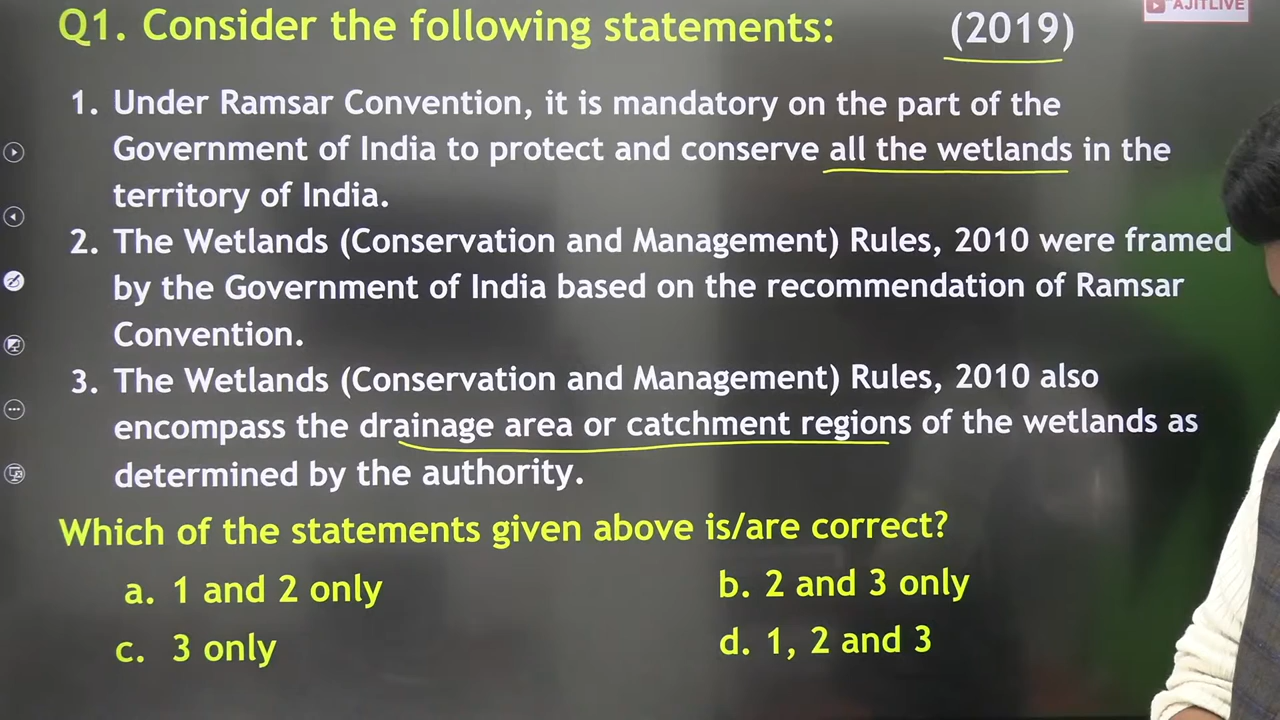 AJITLIVE
Q1. Consider the following statements: (2019)
1. Under Ramsar Convention, it is mandatory on the part of the
Government of India to protect and conserve all the wetlands in the
territory of India.
2. The Wetlands (Conservation and Management) Rules, 2010 were framed
by the Government of India based on the recommendation of Ramsar
Convention.
3. The Wetlands (Conservation and Management) Rules, 2010 also
encompass the drainage area or catchment regions of the wetlands as
determined by the authority.
Which of the statements given above is/are correct?
a. 1 and 2 only b. 2 and 3 only
c. 3 only d. 1, 2 and 3